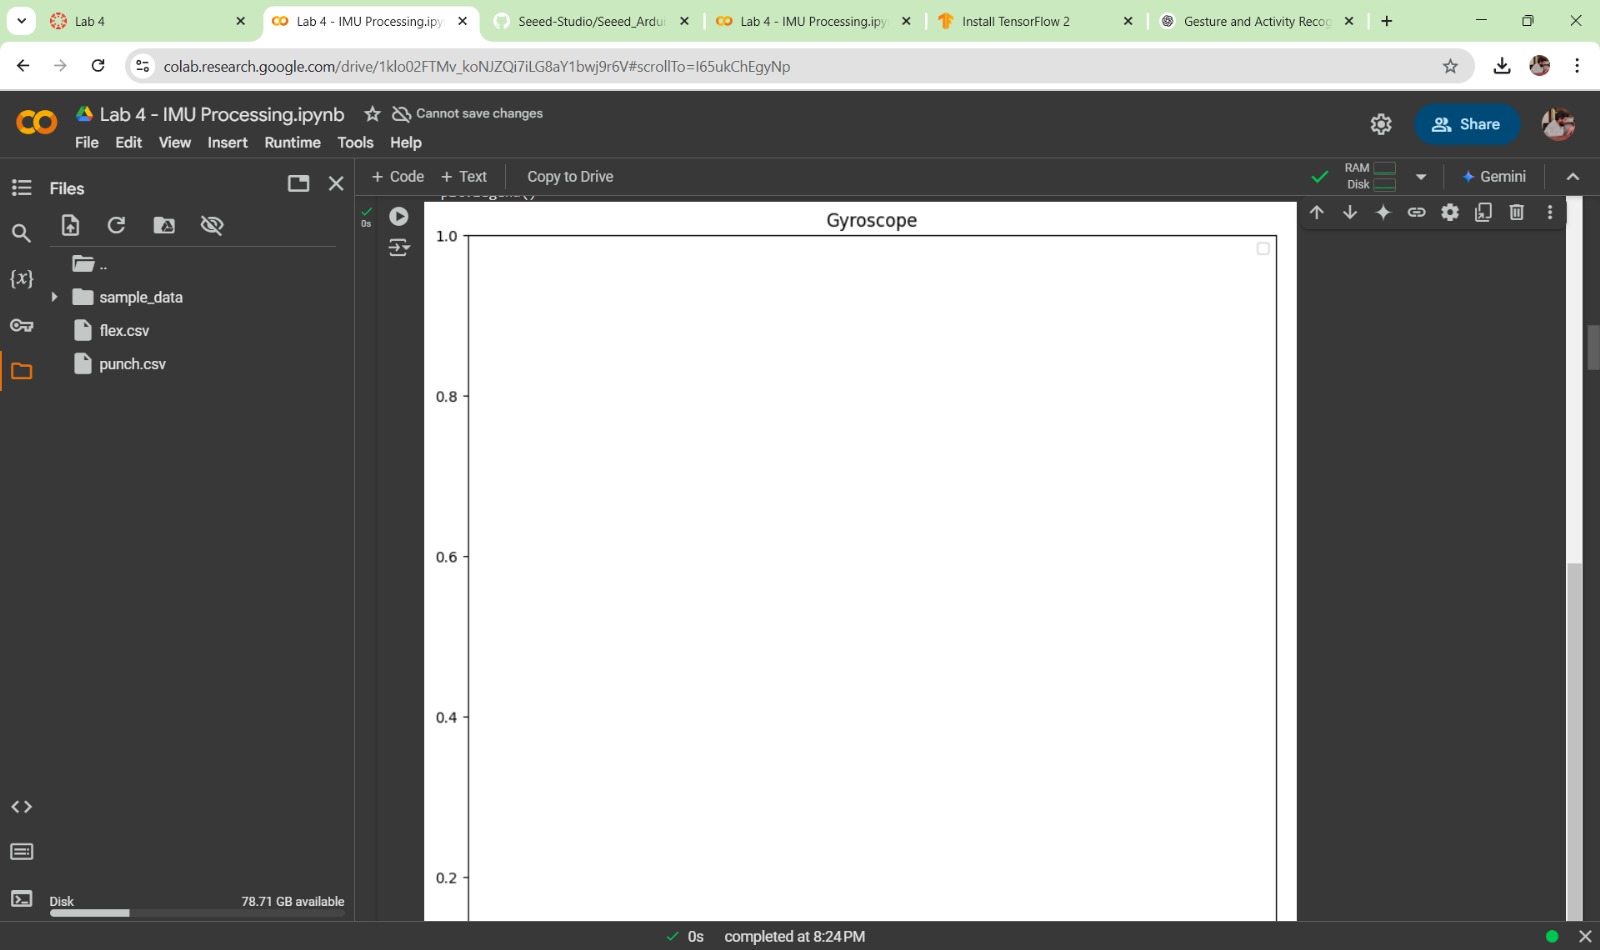 Lab 4
Lab 4 - IMU Processing.ipy
Seeed-Studio/Seeed_Ardui
Lab 4 - IMU Processing.ipy
Install TensorFlow 2
Gesture and Activity Recog
colab.research.google.com/drive/1klo02FTMv_koNJZQi7iLG8aY1bwj9r6V#scrollTo=I65ukChEgyNp
Lab 4 - IMU Processing.ipynb
Cannot save changes
File Edit View Insert Runtime Tools Help
Share
Files
+ Code + Text Copy to Drive
RAM
Disk
Gemini
0s
..
sample_data
flex.csv
punch.csv
Gyroscope
1.0
0.8
0.6
0.4
0.2
{x}
Disk 78.71 GB available
0s completed at 8:24 PM